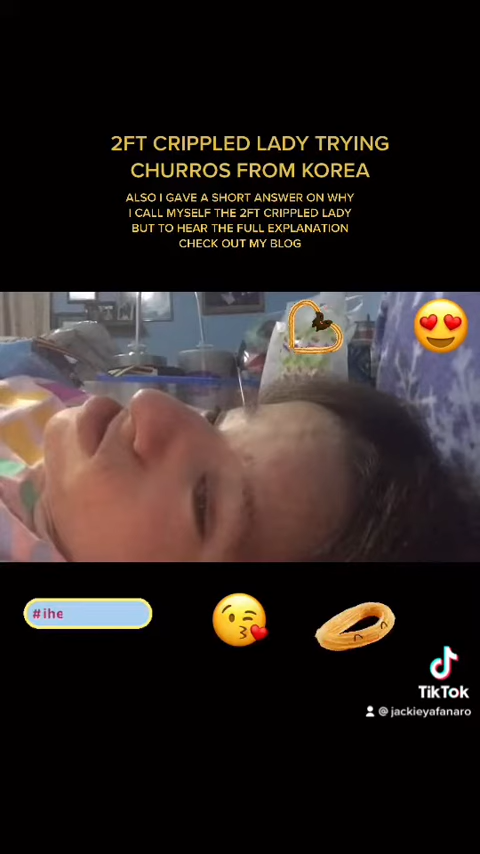 2FT CRIPPLED LADY TRYING
CHURROS FROM KOREA
ALSO I GAVE A SHORT ANSWER ON WHY
I CALL MYSELF THE 2FT CRIPPLED LADY
BUT TO HEAR THE FULL EXPLANATION
CHECK OUT MY BLOG
#ihe
TikTok
@jackieyafanaro